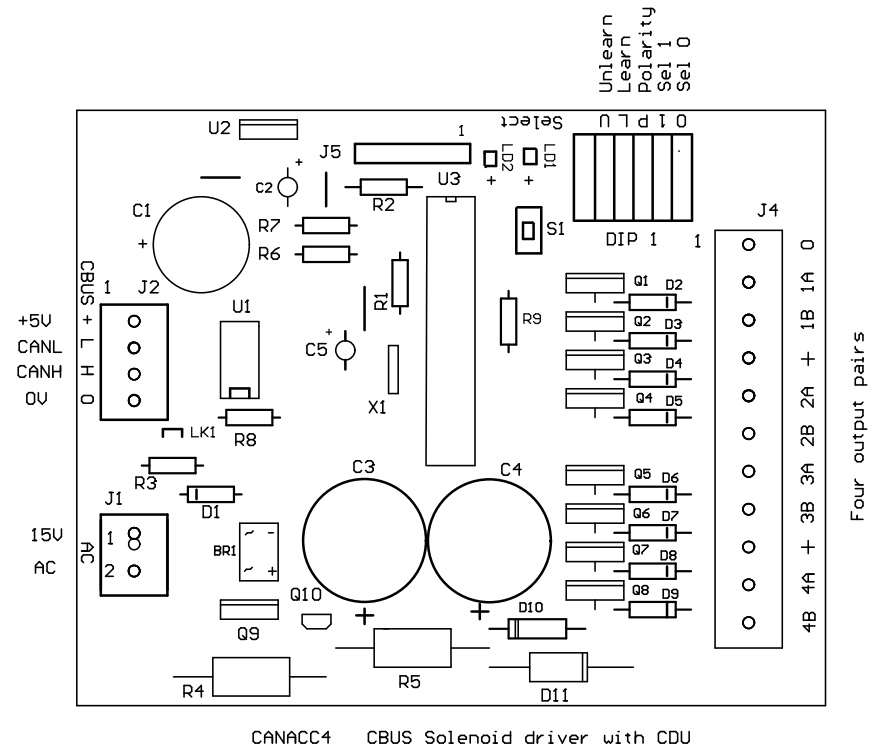 Unlearn
Learn
Polarity
Sel 1
Sel 0
U L P 1 0
Select
U2
J5
1
LD2
LD1
+
+
+
C2
U3
R2
C1
+
R7
R6
S1
DIP 1
1
J4
0
1A
1B
+
2A
2B
3A
3B
+
4A
4B
Four output pairs
CBUS
1
J2
+
L
H
0
+5V
CANL
CANH
0V
U1
R1
+
C5
X1
R9
Q1
D2
Q2
D3
Q3
D4
Q4
D5
LK1
R8
R3
D1
C3
C4
Q5
D6
Q6
D7
Q7
D8
Q8
D9
J1
15V
AC
AC
1
2
BR1
~
-
~
+
Q10
+
+
D10
Q9
R4
R5
D11
CANACC4 CBUS Solenoid driver with CDU